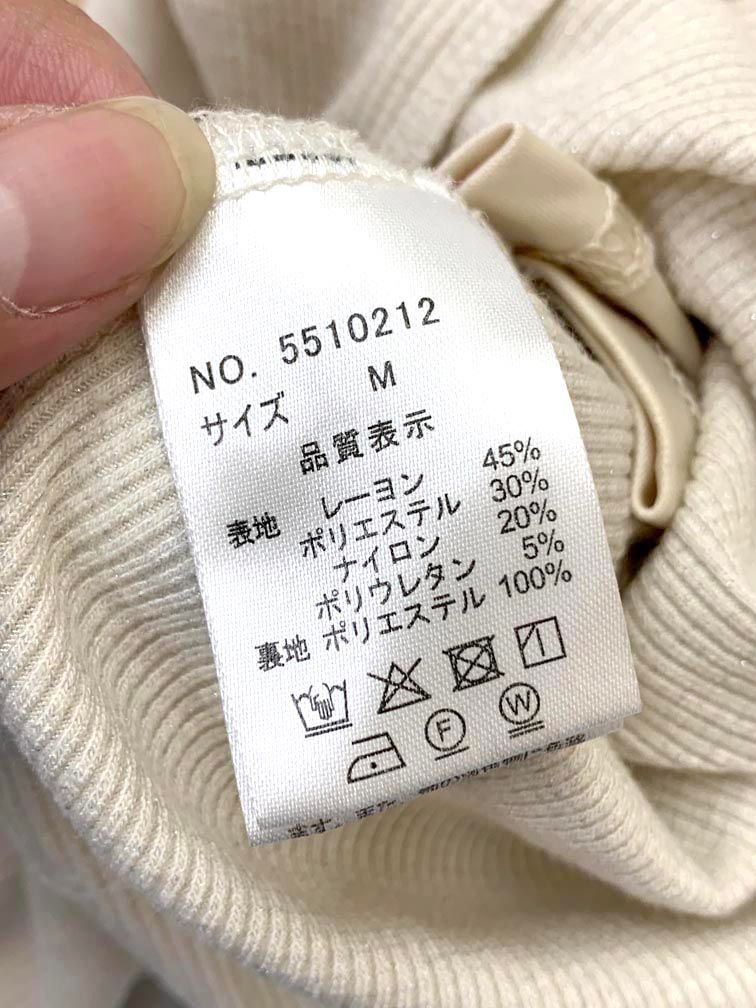 NO. 5510212
サイズ M
品質表示
表地 レーヨン 45%
ポリエステル 30%
ナイロン 20%
ポリウレタン 5%
裏地 ポリエステル 100%
F
W